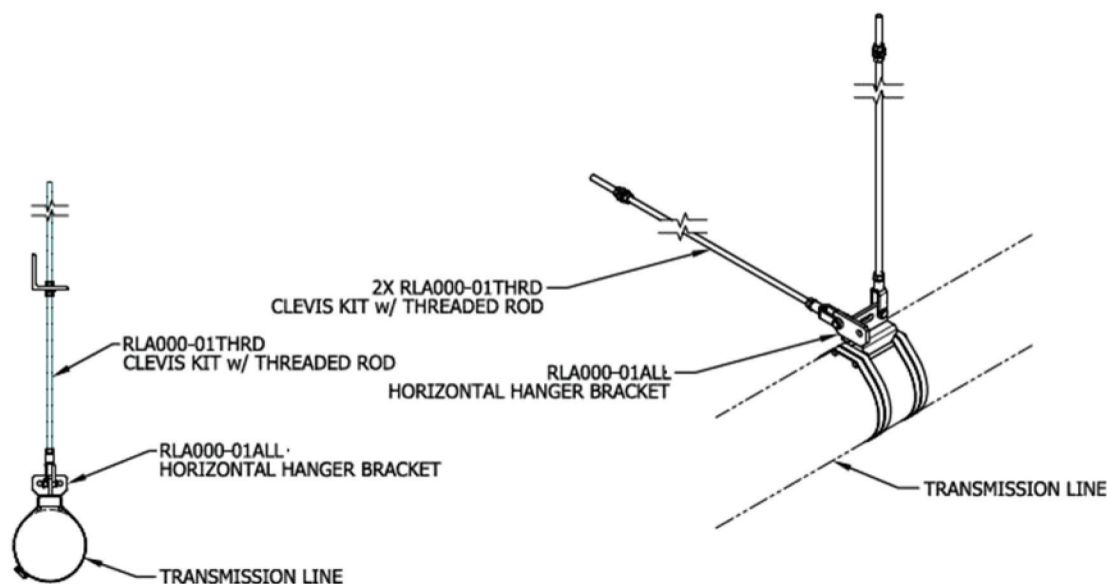 2X RLA000-01THRD
CLEVIS KIT w/ THREADED ROD
RLA000-01THRD
CLEVIS KIT w/ THREADED ROD
RLA000-01ALL
HORIZONTAL HANGER BRACKET
RLA000-01ALL
HORIZONTAL HANGER BRACKET
TRANSMISSION LINE
TRANSMISSION LINE